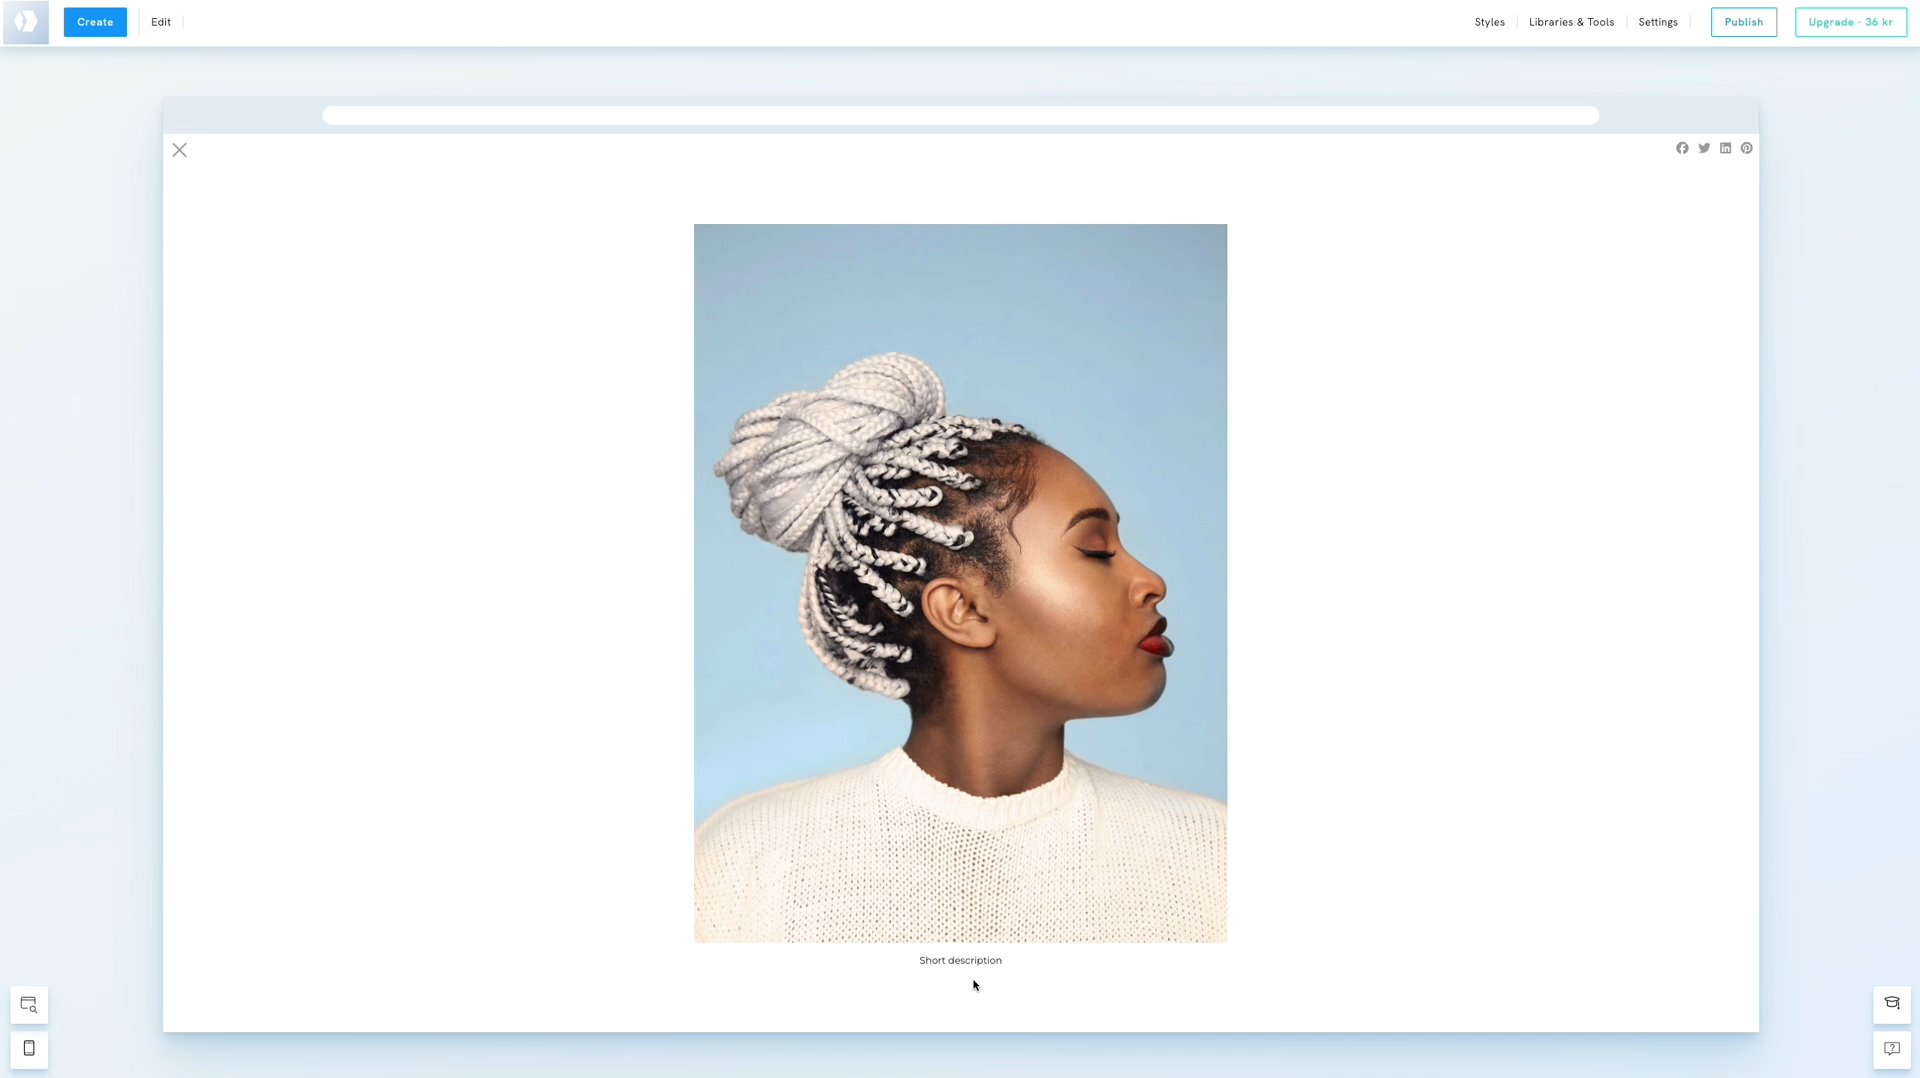 Create
Edit
Styles
Libraries & Tools
Settings
Publish
Upgrade - 36 kr
Short description